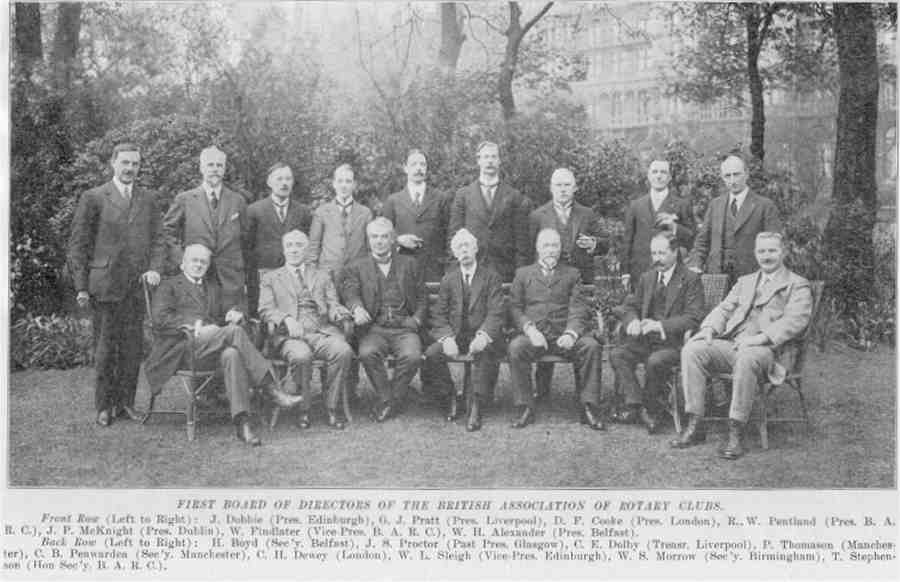 FIRST BOARD OF DIRECTORS OF THE BRITISH ASSOCIATION OF ROTARY CLUBS.
Front Row (Left to Right): J. Dobbie (Pres. Edinburgh), G. J. Pratt (Pres. Liverpool), D. F. Cooke (Pres. London), R., W. Pentland (Pres. B. A.
R. C.), J. P. McKnight (Pres. Dublin), W. Findlater (Vice-Pres. B. A. R. C.), W. H. Alexander (Pres. Belfast).
Back Row (Left to Right): H. Boyd (Sec'y. Belfast), J. S. Proctor (Past Pres. Glasgow), C. E. Dolby (Treasr, Liverpool), P. Thomason (Manches-
ter), C. B. Penwarden (Sec'y. Manchester), C. H. Dewey (London), W. L. Sleigh (Vice-Pres. Edinburgh), W. S. Morrow (Sec'y. Birmingham), T. Stephen-
son (Hon Sec'y. B. A. R. C.).